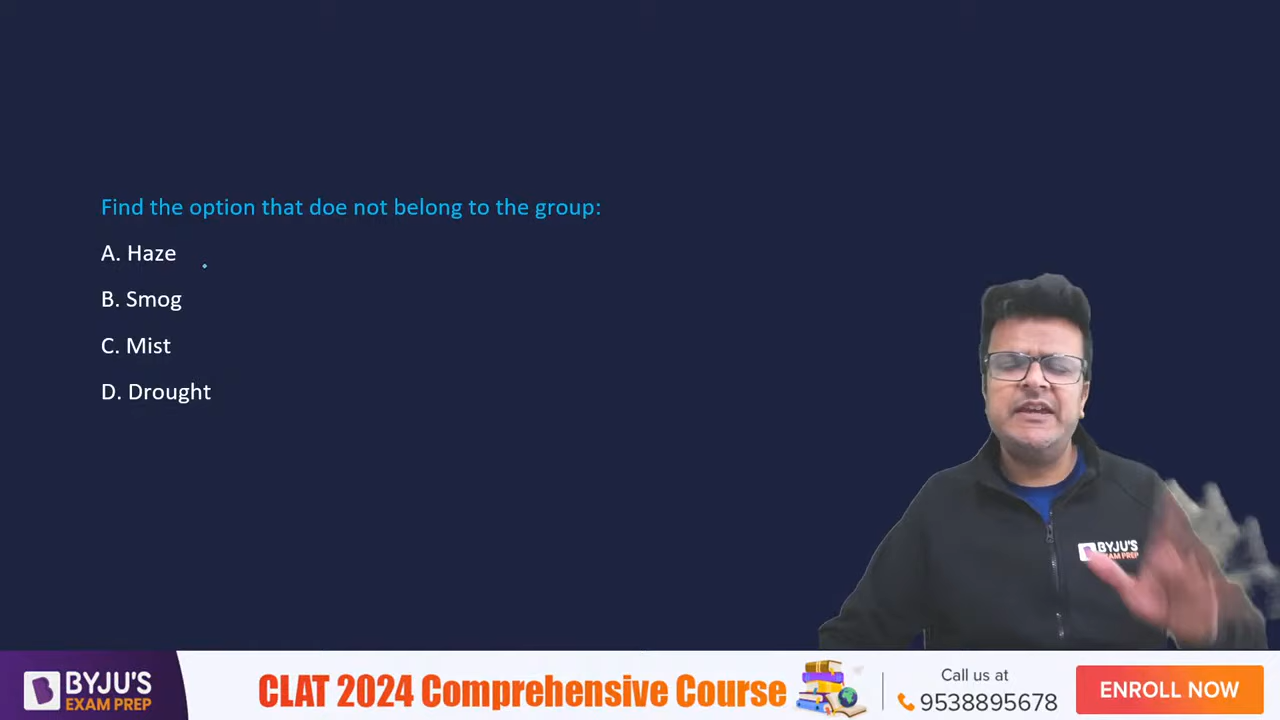 Find the option that doe not belong to the group:
A. Haze
B. Smog
C. Mist
D. Drought
BYJU'S
EXAM PREP
BYJU'S
EXAM PREP
CLAT 2024 Comprehensive Course
Call us at
9538895678
ENROLL NOW